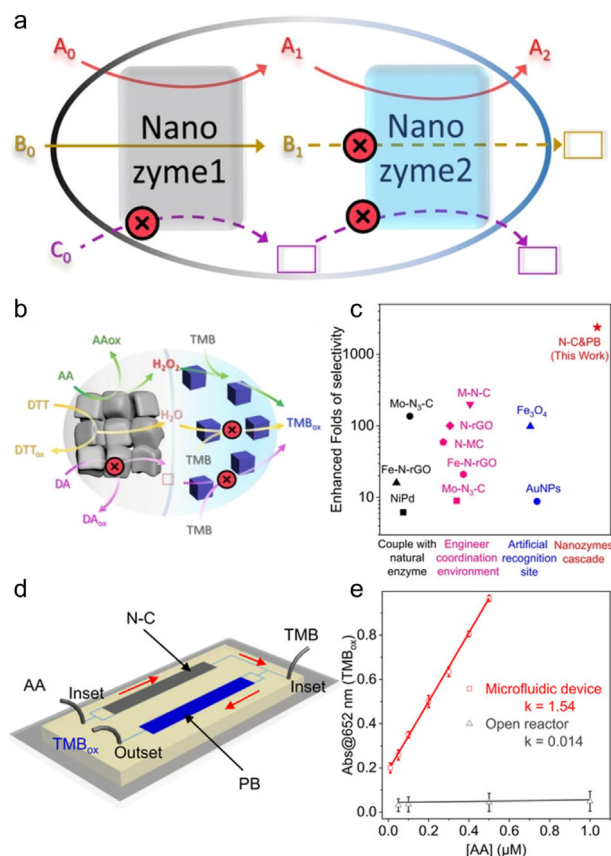 a
A₀
A₁
A₂
Nano
zyme1
Nano
zyme2
B₀
B₁
C₀
b
AAox
AA
H₂O₂
TMB
DTT
H₂O
DTTox
TMB
TMBox
DA
TMB
DAox
c
Enhanced Folds of selectivity
1000
100
10
N-C&PB
(This Work)
M-N-C
Mo-N₃-C
N-rGO
Fe₃O₄
N-MC
Fe-N-rGO
Fe-N-rGO
Mo-N₃-C
AuNPs
NiPd
Couple with
natural
enzyme
Engineer
coordination
environment
Artificial
recognition
site
Nanozymes
cascade
d
N-C
TMB
AA
Inset
Inset
TMBox
Outset
PB
e
Abs@652 nm (TMBox)
0.8
0.6
0.4
0.2
0.0
Microfluidic device
k = 1.54
Open reactor
k = 0.014
0.0 0.2 0.4 0.6 0.8 1.0
[AA] (μM)